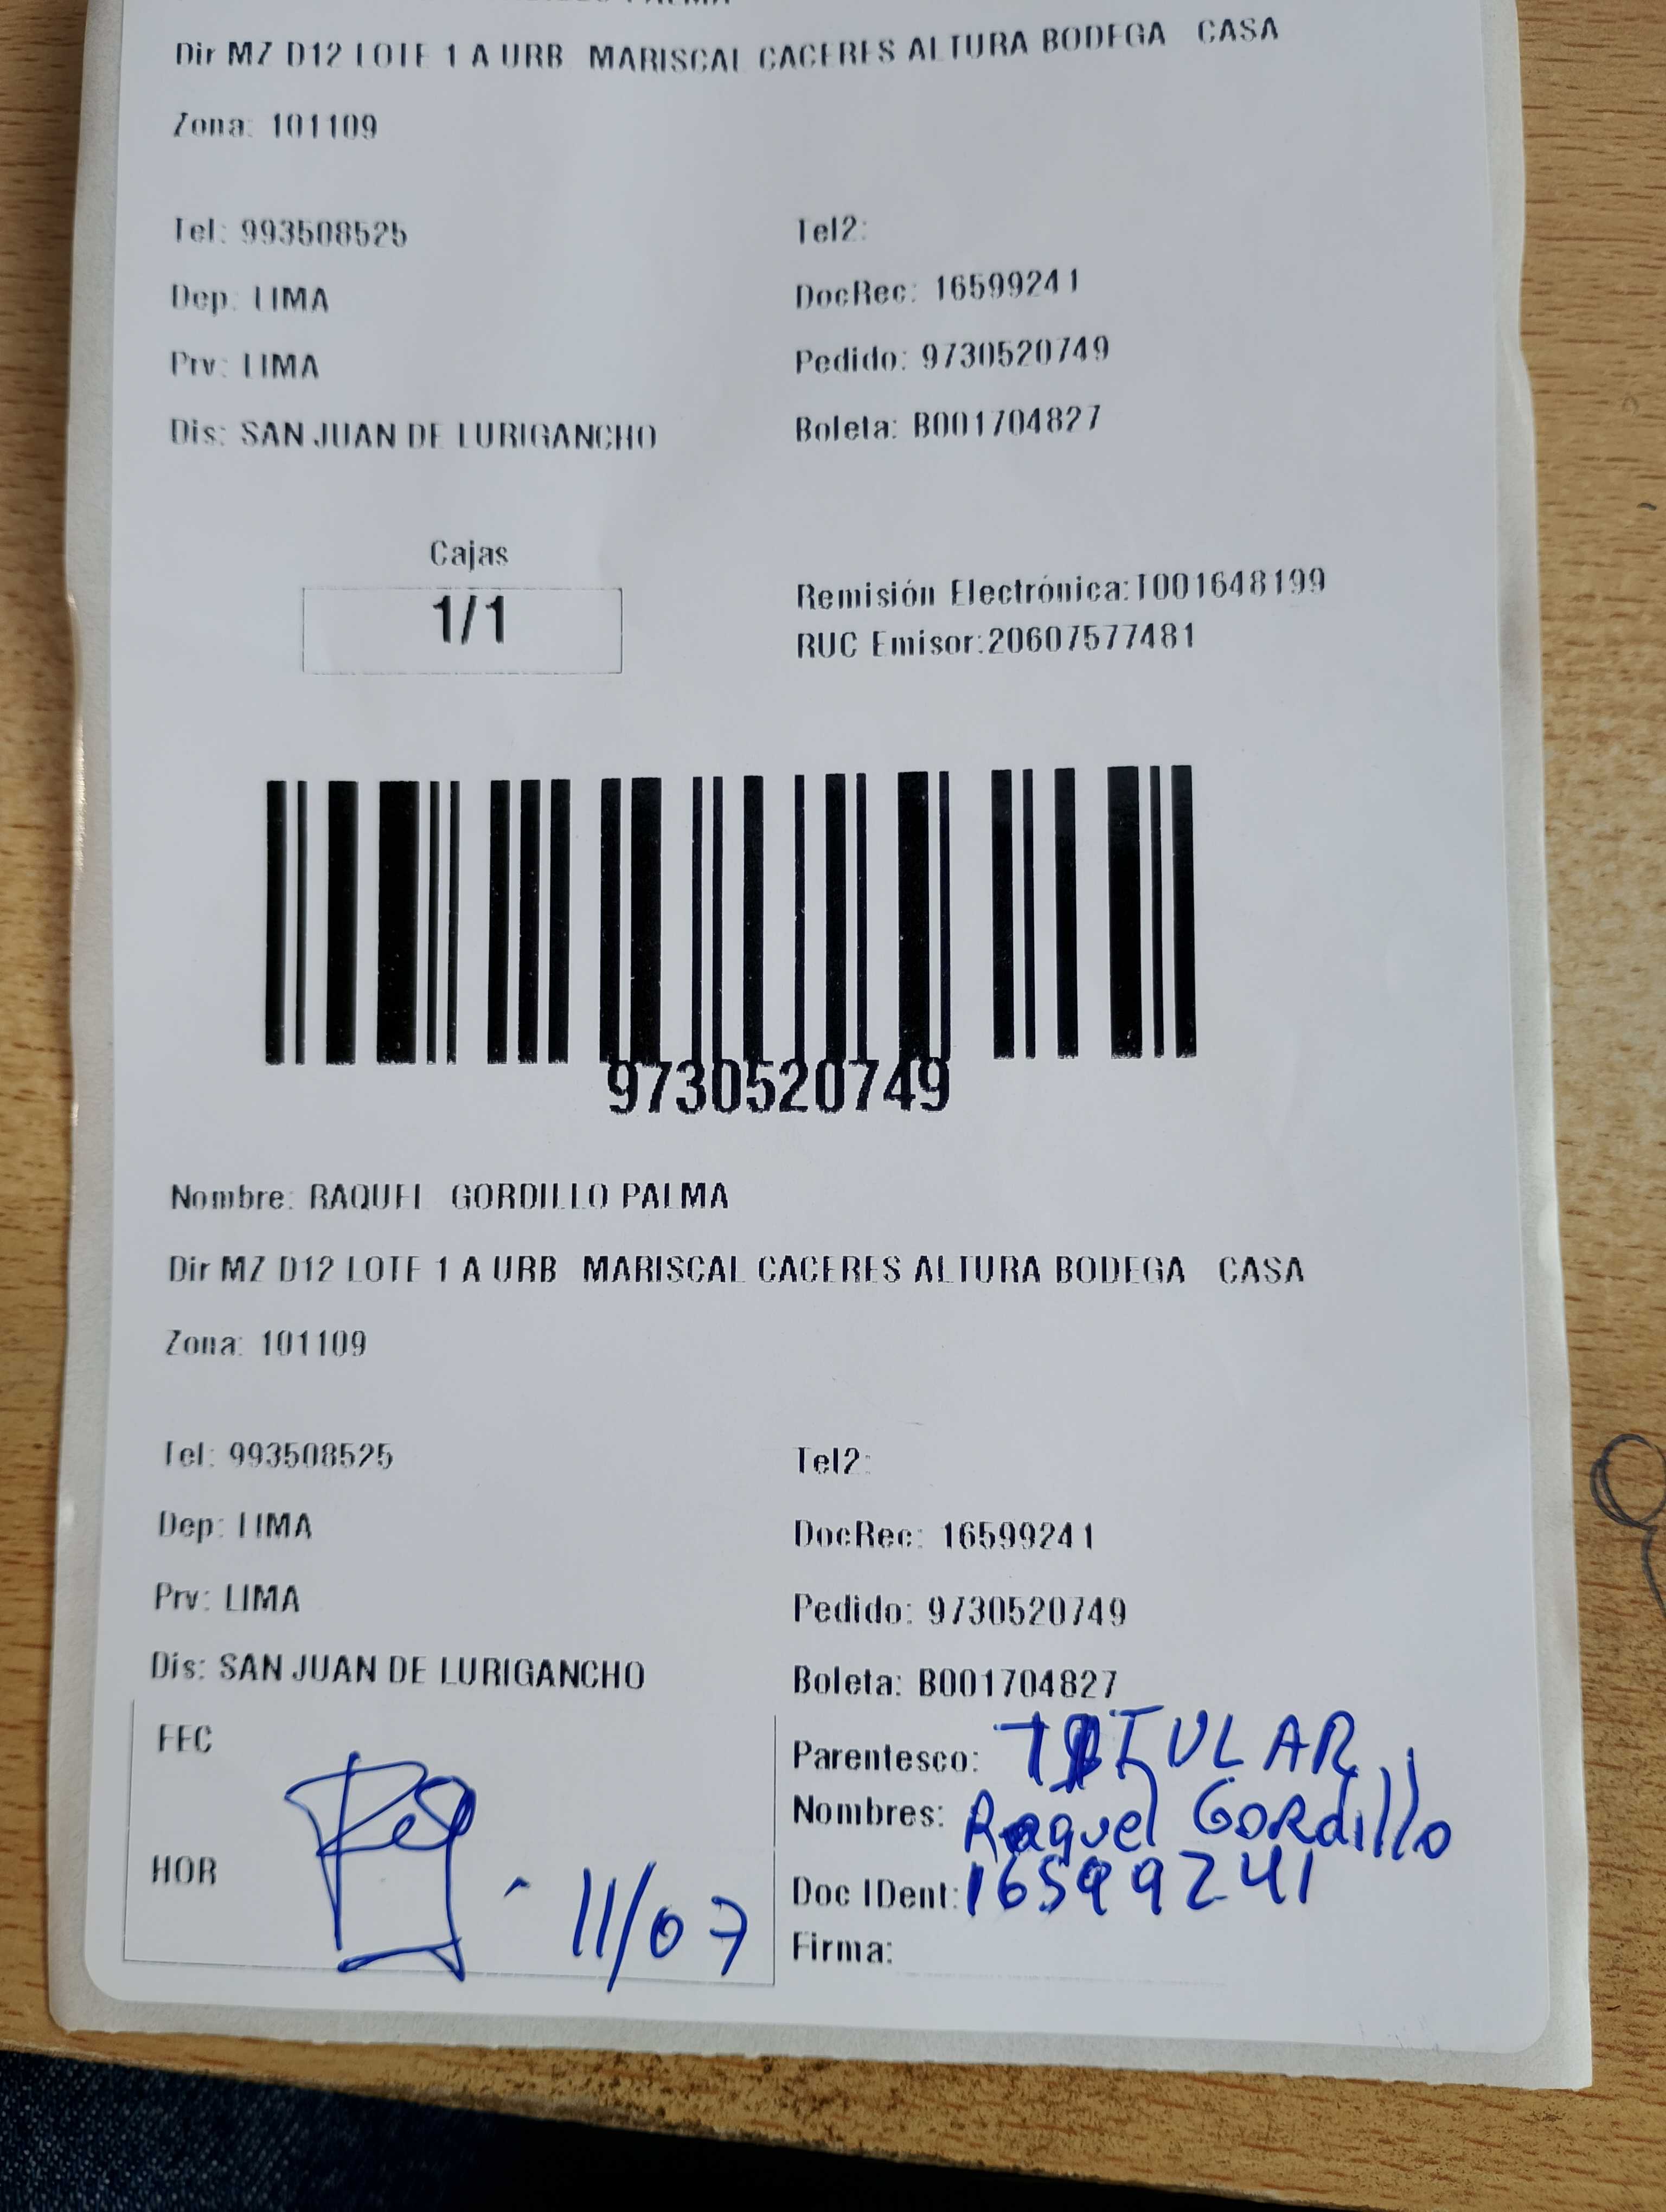 PALMA
Dir MZ D12 LOTE 1 A URB MARISCAL CACERES ALTURA BODEGA CASA
Zona: 101109
Tel: 993508525 Tel2:
Dep: LIMA DocRec: 16599241
Prv: LIMA Pedido: 9730520749
Dis: SAN JUAN DE LURIGANCHO Boleta: B001704827
Cajas
1/1
Remisión Electrónica:T001648199
RUC Emisor:20607577481
9730520749
Nombre: RAQUEL GORDILLO PALMA
Dir MZ D12 LOTE 1 A URB MARISCAL CACERES ALTURA BODEGA CASA
Zona: 101109
Tel: 993508525 Tel2:
Dep: LIMA DocRec: 16599241
Prv: LIMA Pedido: 9730520749
Dis: SAN JUAN DE LURIGANCHO Boleta: B001704827
FEC
HOR
- 11/07
Parentesco: TITULAR
Nombres: Raquel Gordillo
Doc IDent: 16599241
Firma: